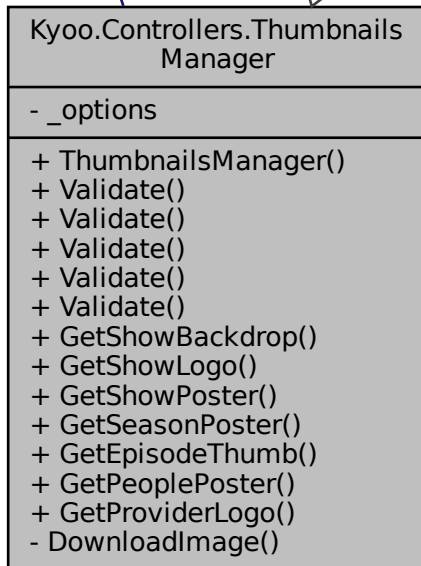 Kyoo.Controllers.Thumbnails
Manager
- _options
+ ThumbnailsManager()
+ Validate()
+ Validate()
+ Validate()
+ Validate()
+ Validate()
+ GetShowBackdrop()
+ GetShowLogo()
+ GetShowPoster()
+ GetSeasonPoster()
+ GetEpisodeThumb()
+ GetPeoplePoster()
+ GetProviderLogo()
- DownloadImage()